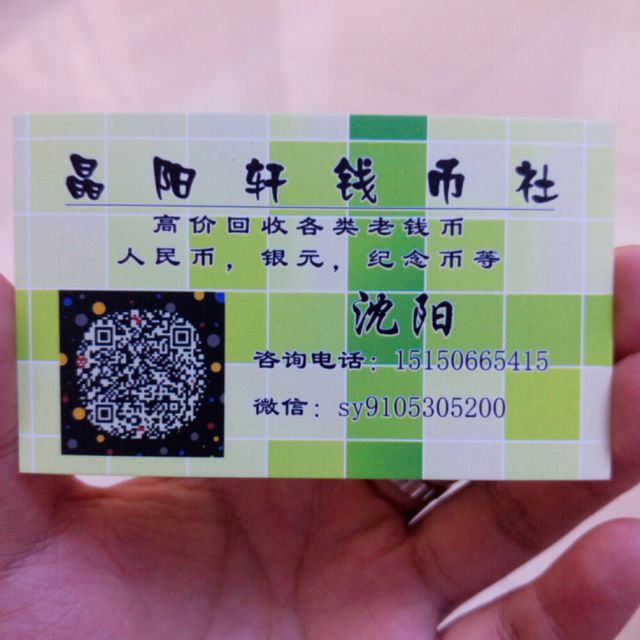 晶阳轩钱币社
高价回收各类老钱币
人民币，银元，纪念币等
沈阳
咨询电话：15150665415
微信：sy9105305200